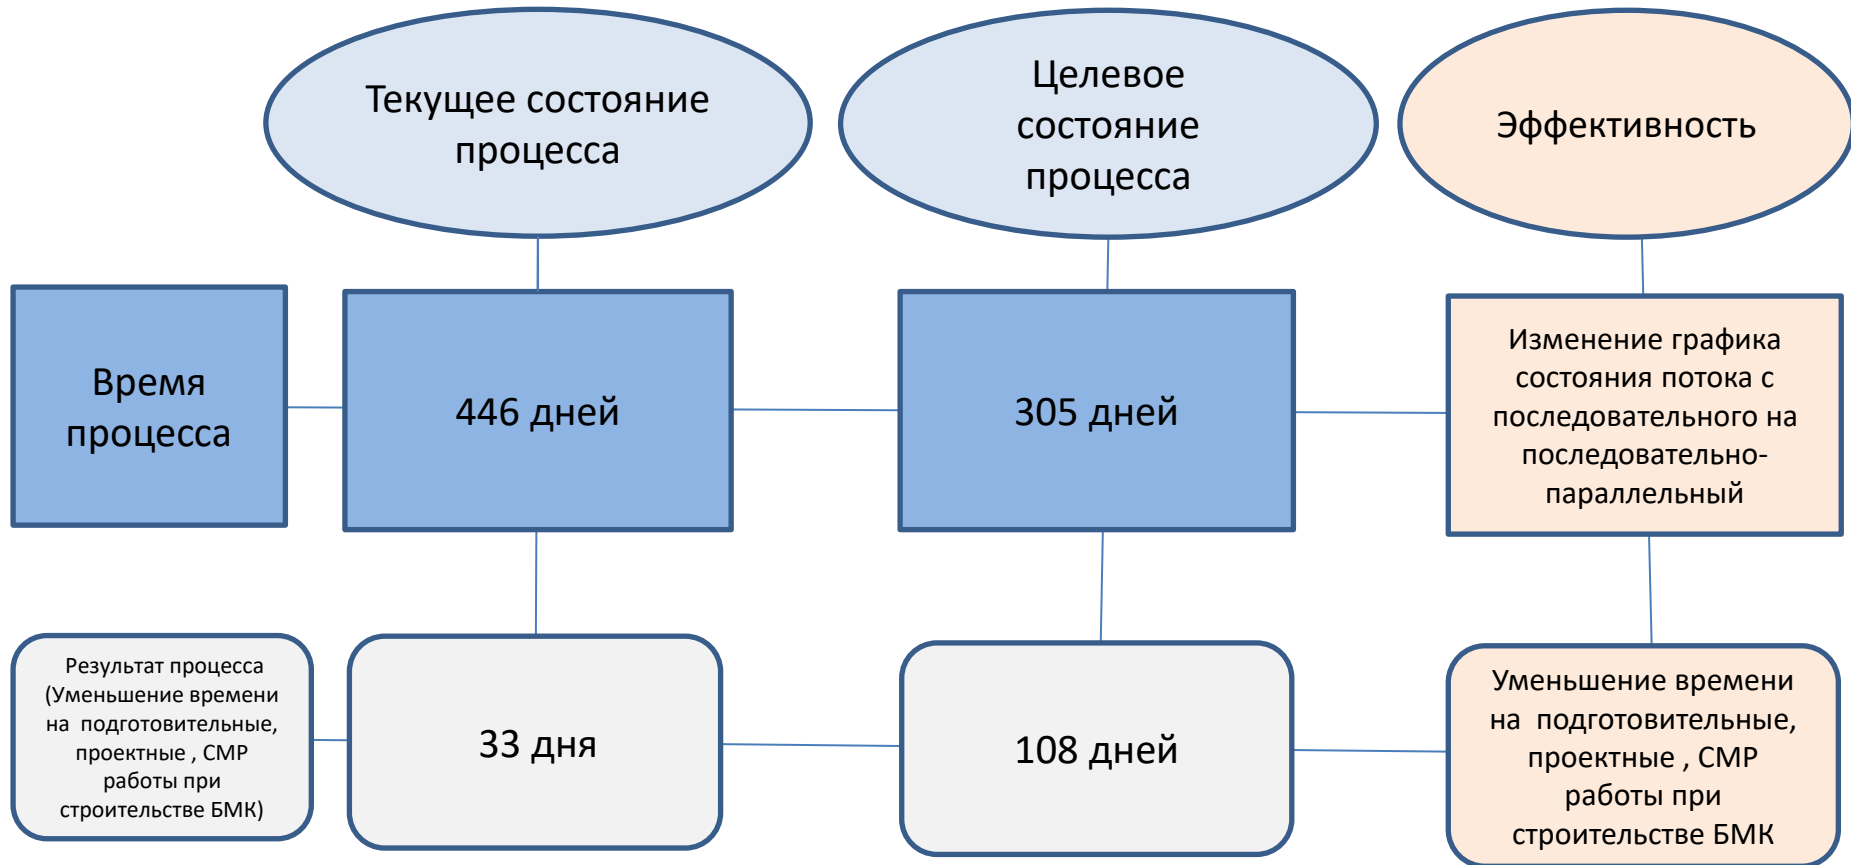 Текущее состояние
процесса
Целевое
состояние
процесса
Эффективность
Время
процесса
446 дней
305 дней
Изменение графика
состояния потока с
последовательного на
последовательно-
параллельный
Результат процесса
(Уменьшение времени
на подготовительные,
проектные , СМР
работы при
строительстве БМК)
33 дня
108 дней
Уменьшение времени
на подготовительные,
проектные , СМР
работы при
строительстве БМК